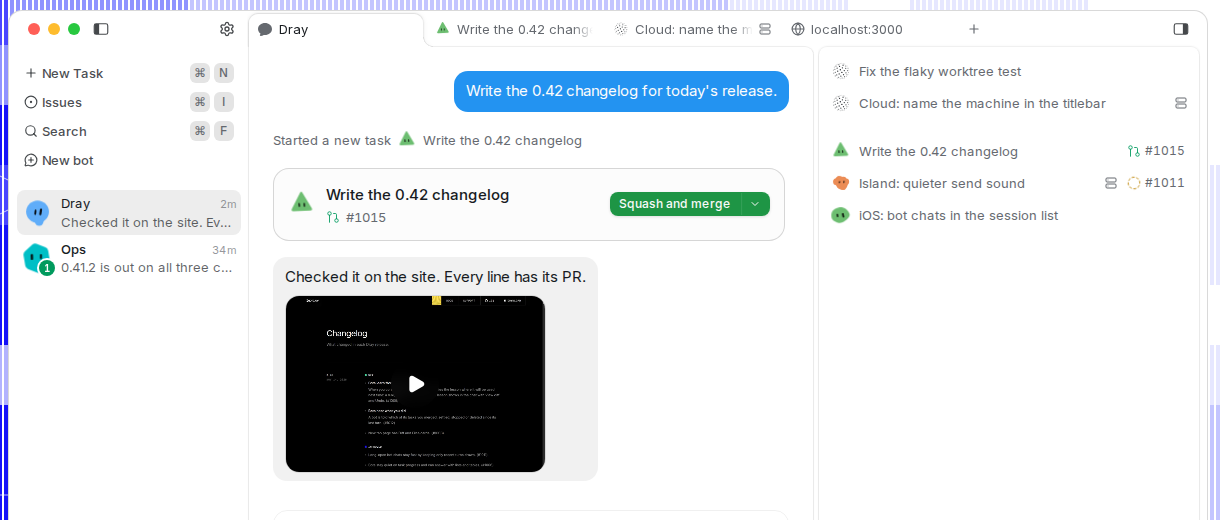 Dray
Write the 0.42 chang
Cloud: name the m
localhost:3000
New Task ⌘ N
Issues ⌘ I
Search ⌘ F
New bot
Dray 2m
Checked it on the site. Ev...
Ops 34m
1
0.41.2 is out on all three c...
Write the 0.42 changelog for today's release.
Started a new task Write the 0.42 changelog
Write the 0.42 changelog
#1015
Squash and merge
Checked it on the site. Every line has its PR.
Changelog
Fix the flaky worktree test
Cloud: name the machine in the titlebar
Write the 0.42 changelog #1015
Island: quieter send sound #1011
iOS: bot chats in the session list